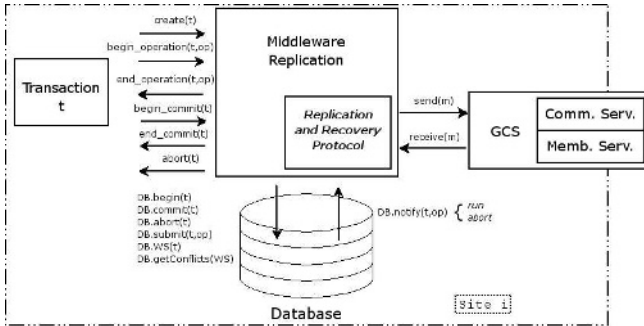 create(t)
begin_operation(t,op)
end_operation(t,op)
begin_commit(t)
end_commit(t)
abort(t)
Transaction
t
Middleware
Replication
Replication
and Recovery
Protocol
send(m)
receive(m)
GCS
Comm. Serv.
Memb. Serv.
DB.begin(t)
DB.commit(t)
DB.abort(t)
DB.submit(t,op)
DB.WS(t)
DB.getConflicts(WS)
DB.notify(t,op) { run
abort
Database
Site i